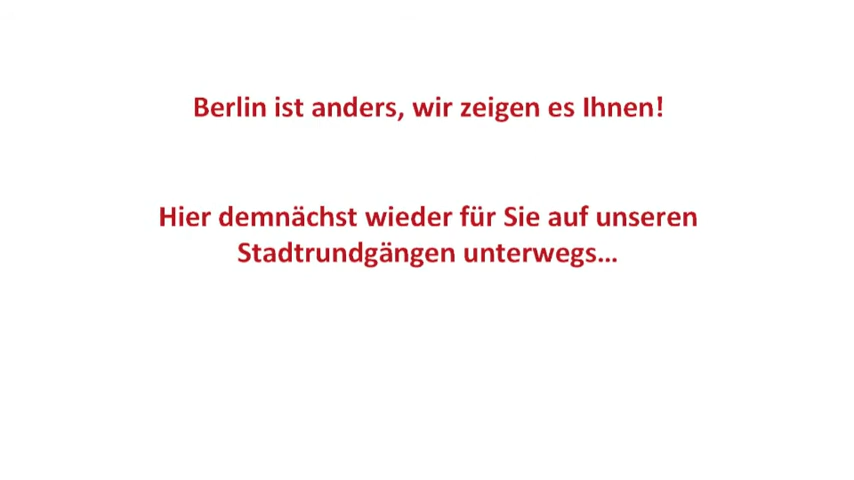 Berlin ist anders, wir zeigen es Ihnen!
Hier demnächst wieder für Sie auf unseren
Stadtrundgängen unterwegs...